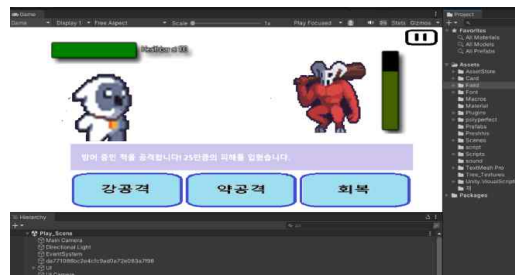 Game
Game
Display 1
Free Aspect
Scale
1x
Play Focused
Stats
Gizmos
방어 중인 적을 공격합니다! 25만큼의 피해를 입혔습니다.
강공격
약공격
회복
Hierarchy
All
Play_Scene
Main Camera
Directional Light
EventSystem
UI
UI Camera
Project
Favorites
All Materials
All Models
All Prefabs
Assets
AssetStore
Card
Field
Font
Macros
Material
Plugins
polyperfect
Prefabs
Scenes
script
Scripts
sound
TextMesh Pro
Tree_Textures
Unity.VisualScript
Packages